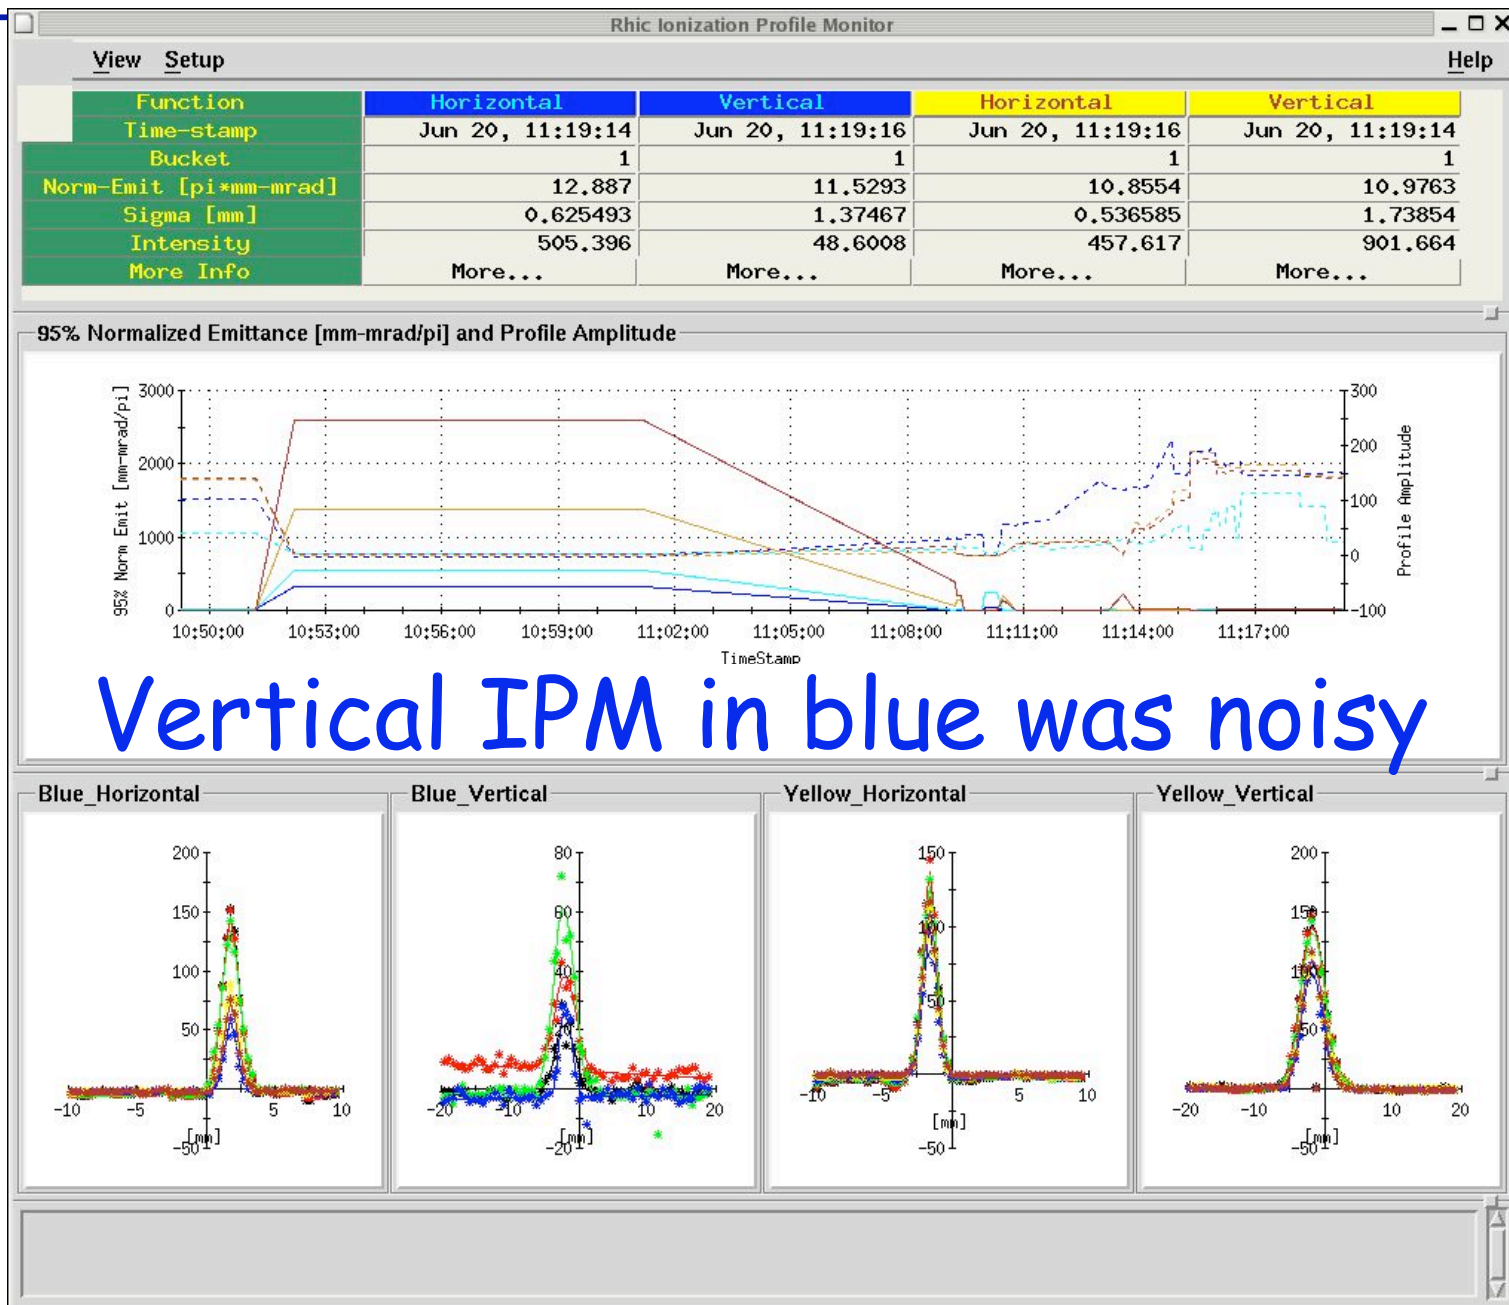 Rhic Ionization Profile Monitor
View Setup Help
Function Horizontal Vertical Horizontal Vertical
Time-stamp Jun 20, 11:19:14 Jun 20, 11:19:16 Jun 20, 11:19:16 Jun 20, 11:19:14
Bucket 1 1 1 1
Norm-Emit [pi*mm-mrad] 12.887 11.5293 10.8554 10.9763
Sigma [mm] 0.625493 1.37467 0.536585 1.73854
Intensity 505.396 48.6008 457.617 901.664
More Info More... More... More... More...
95% Normalized Emittance [mm-mrad/pi] and Profile Amplitude
95% Norm Emit [mm-mrad/pi]
3000
2000
1000
0
300
200
100
0
-100
Profile Amplitude
10:50:00 10:53:00 10:56:00 10:59:00 11:02:00 11:05:00 11:08:00 11:11:00 11:14:00 11:17:00
TimeStamp
Vertical IPM in blue was noisy
Blue_Horizontal Blue_Vertical Yellow_Horizontal Yellow_Vertical
200
150
100
50
-10 -5 5 10
[mm]
-50
80
60
40
20
-20 -10 10 20
[mm]
-20
150
100
50
-10 -5 5 10
[mm]
-50
200
150
100
50
-20 -10 10 20
[mm]
-50